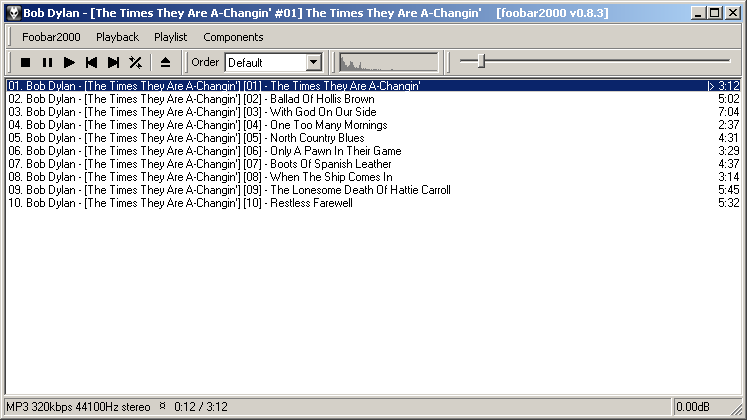 Bob Dylan - [The Times They Are A-Changin' #01] The Times They Are A-Changin' [foobar2000 v0.8.3]
Foobar2000 Playback Playlist Components
Order Default
01. Bob Dylan - [The Times They Are A-Changin'] [01] - The Times They Are A-Changin' |> 3:12
02. Bob Dylan - [The Times They Are A-Changin'] [02] - Ballad Of Hollis Brown 5:02
03. Bob Dylan - [The Times They Are A-Changin'] [03] - With God On Our Side 7:04
04. Bob Dylan - [The Times They Are A-Changin'] [04] - One Too Many Mornings 2:37
05. Bob Dylan - [The Times They Are A-Changin'] [05] - North Country Blues 4:31
06. Bob Dylan - [The Times They Are A-Changin'] [06] - Only A Pawn In Their Game 3:29
07. Bob Dylan - [The Times They Are A-Changin'] [07] - Boots Of Spanish Leather 4:37
08. Bob Dylan - [The Times They Are A-Changin'] [08] - When The Ship Comes In 3:14
09. Bob Dylan - [The Times They Are A-Changin'] [09] - The Lonesome Death Of Hattie Carroll 5:45
10. Bob Dylan - [The Times They Are A-Changin'] [10] - Restless Farewell 5:32
MP3 320kbps 44100Hz stereo ¤ 0:12 / 3:12 0.00dB